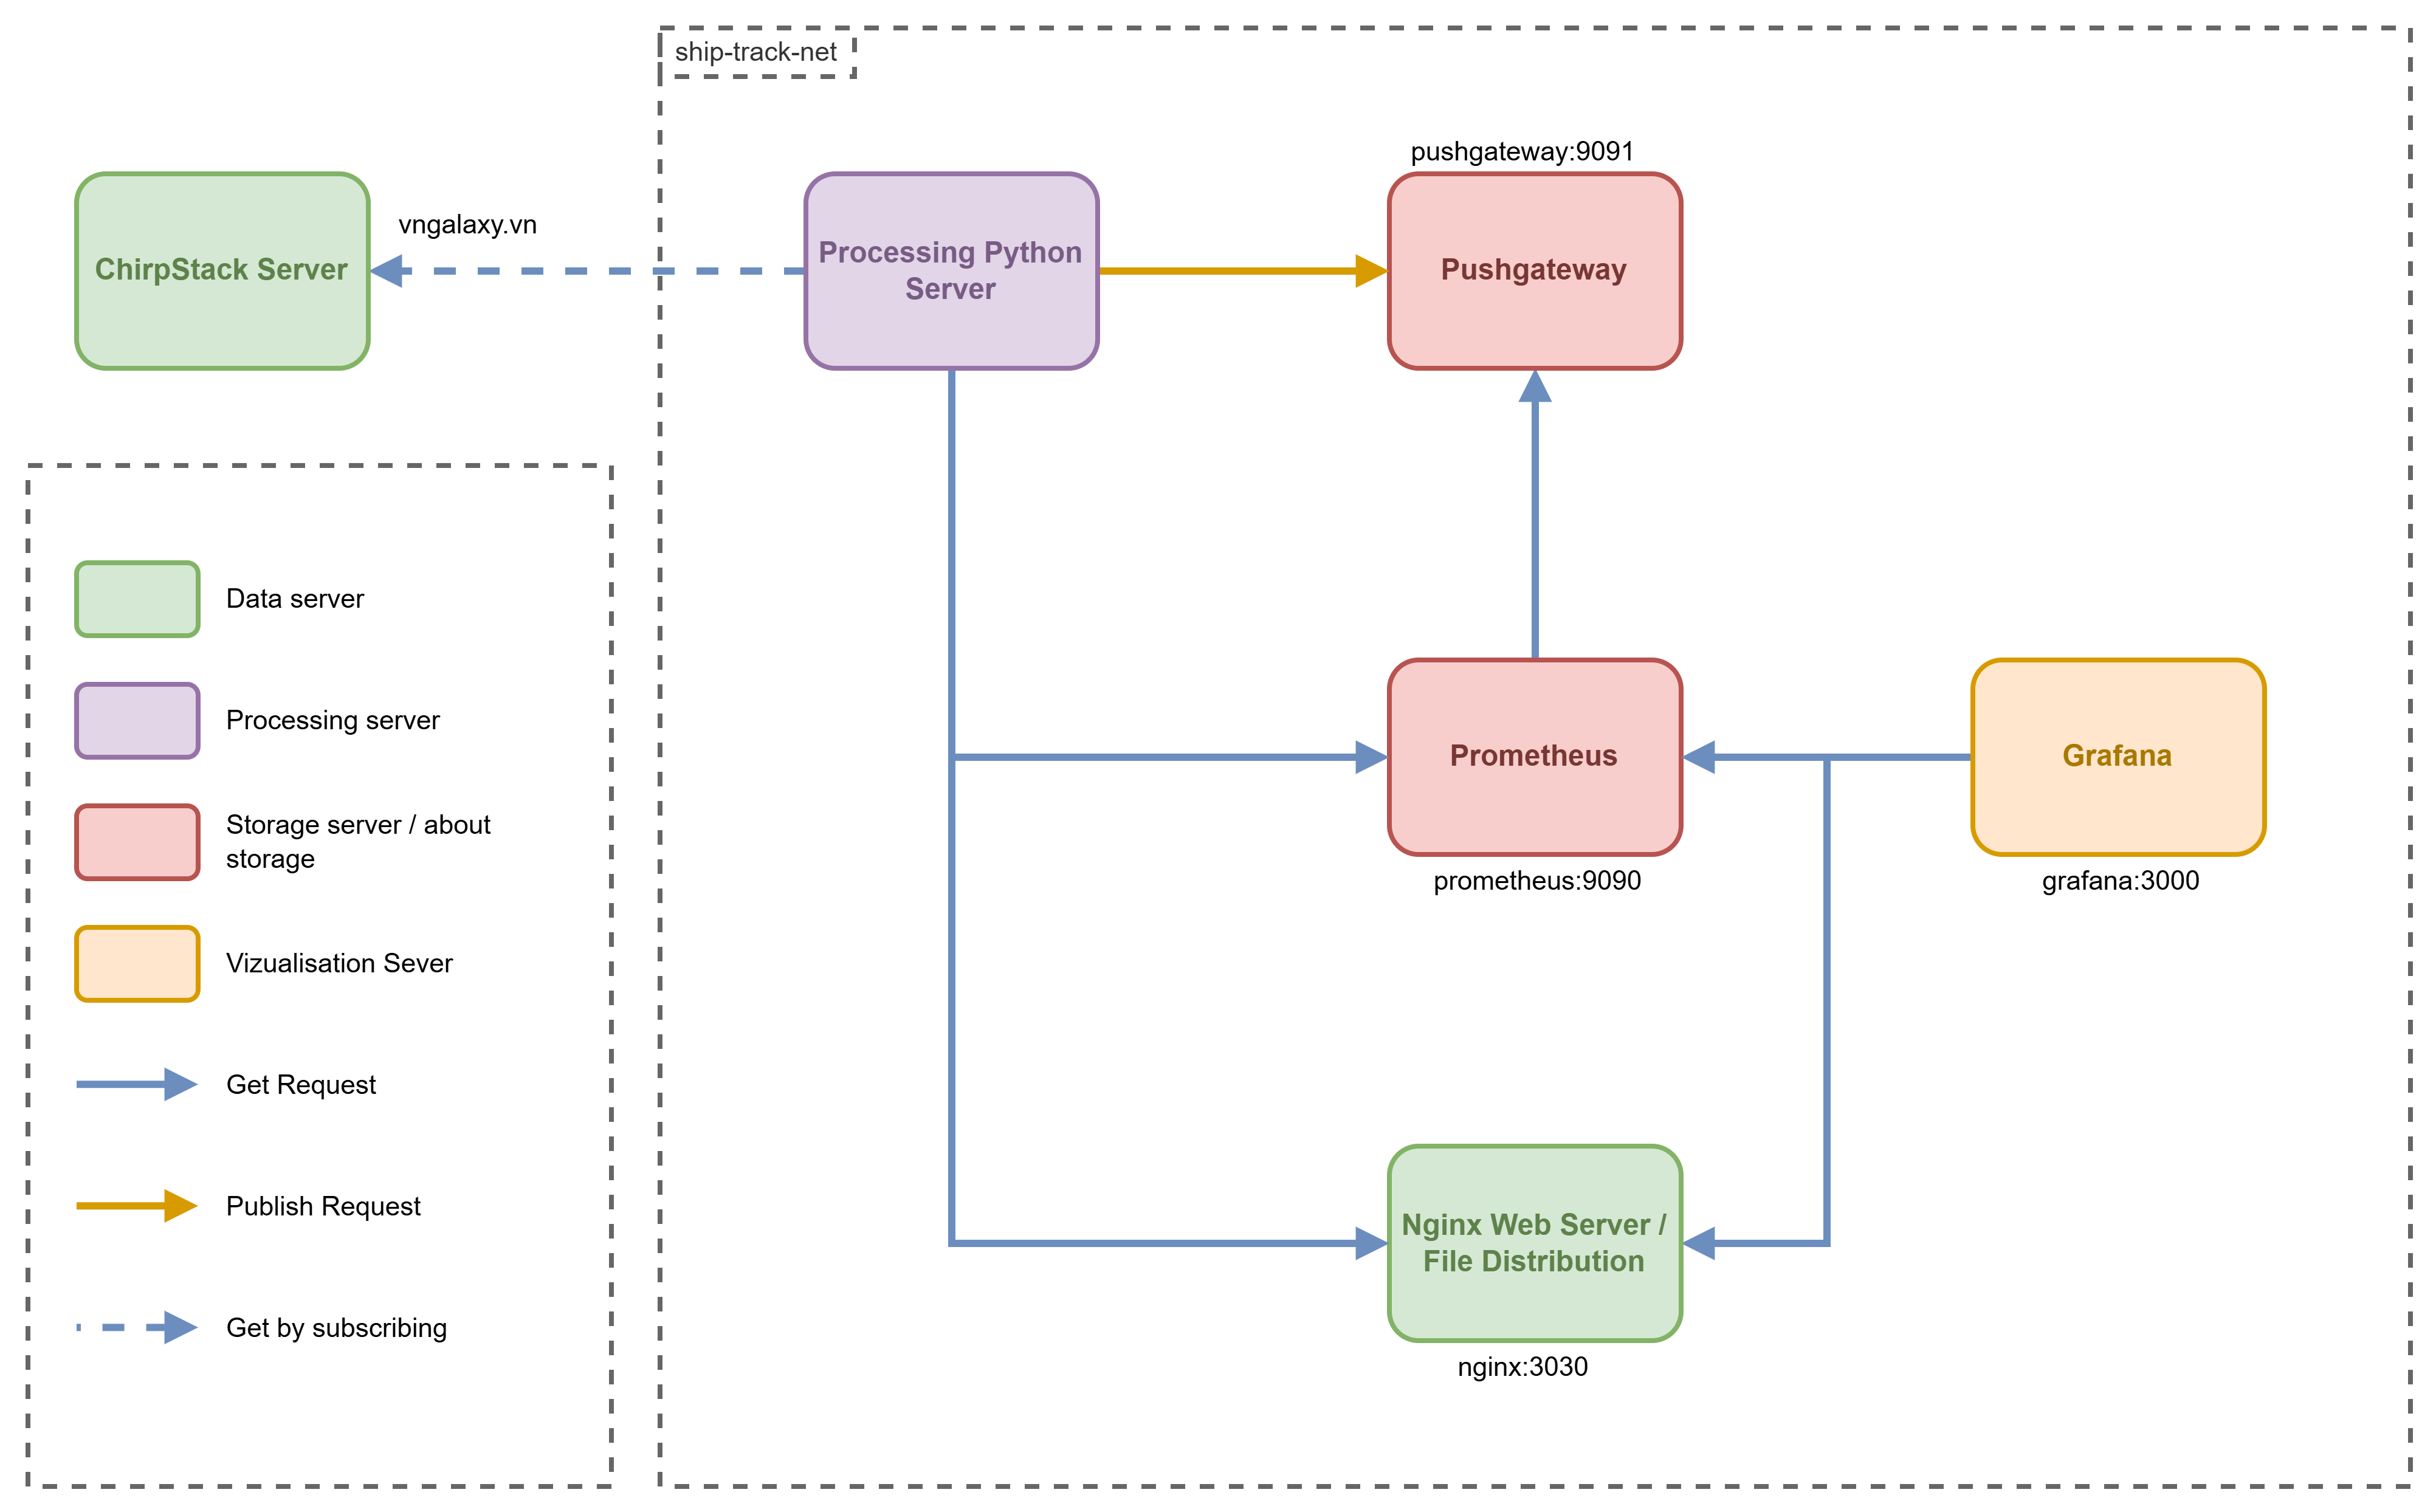 ship-track-net
pushgateway:9091
vngalaxy.vn
ChirpStack Server
Processing Python
Server
Pushgateway
Data server
Processing server
Storage server / about
storage
Vizualisation Sever
Get Request
Publish Request
Get by subscribing
Prometheus
prometheus:9090
Grafana
grafana:3000
Nginx Web Server /
File Distribution
nginx:3030